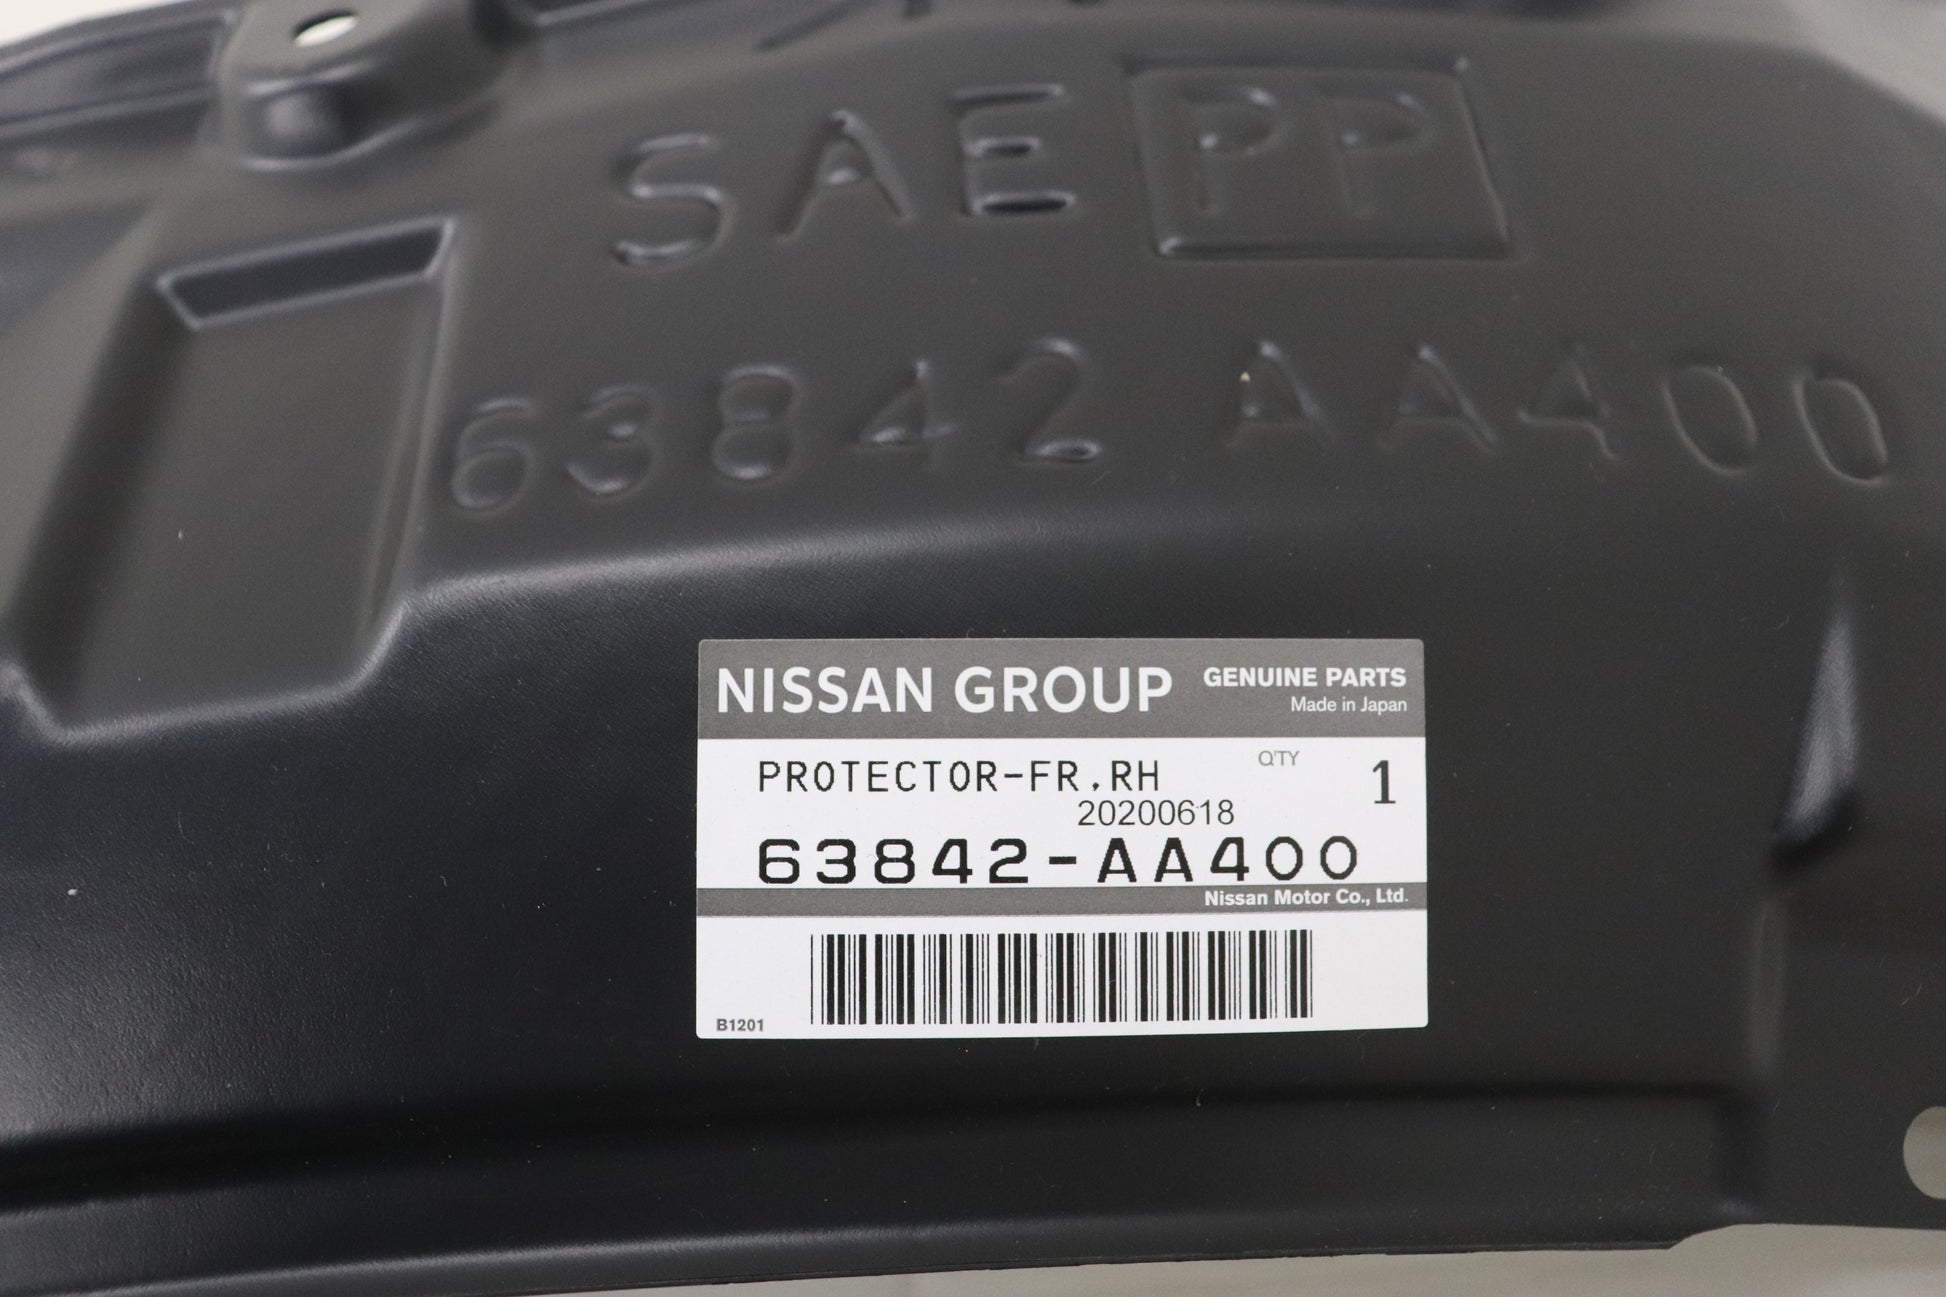 SAE PP
63842 AA400
NISSAN GROUP GENUINE PARTS
Made in Japan
PROTECTOR-FR,RH Q'TY 1
20200618
63842-AA400
Nissan Motor Co., Ltd.
B1201